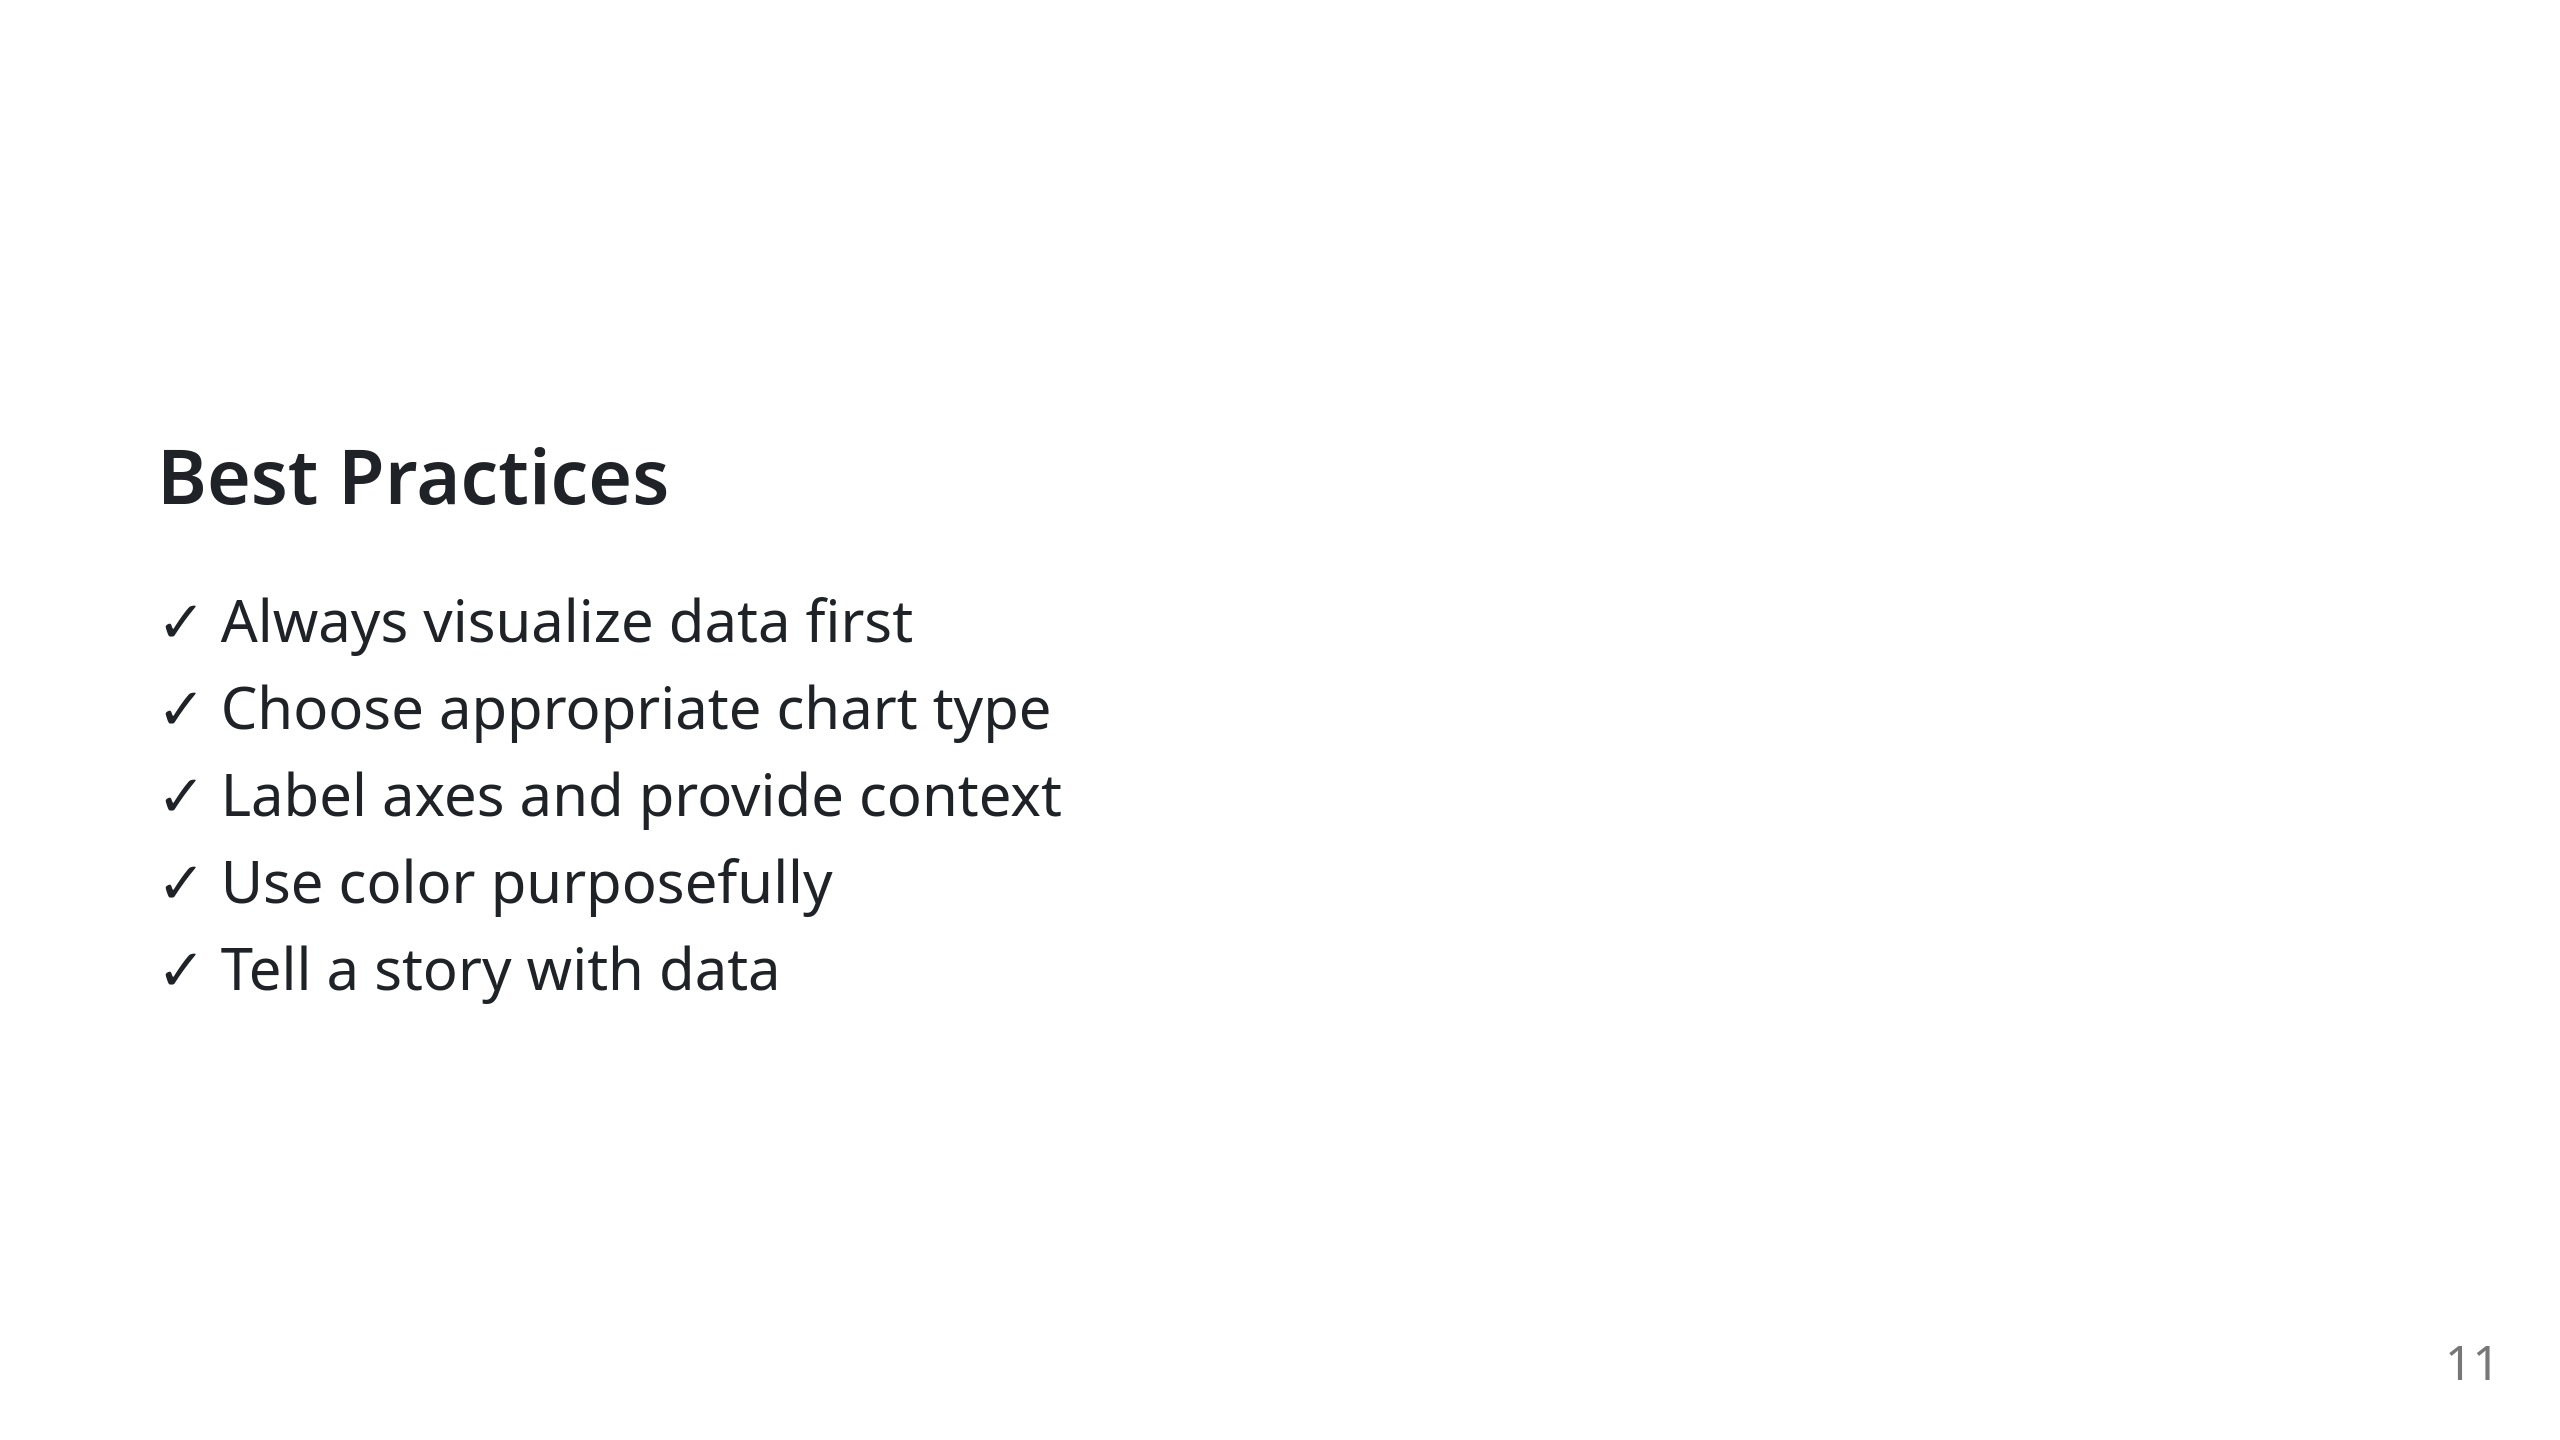 Best Practices
✓ Always visualize data first
✓ Choose appropriate chart type
✓ Label axes and provide context
✓ Use color purposefully
✓ Tell a story with data
11